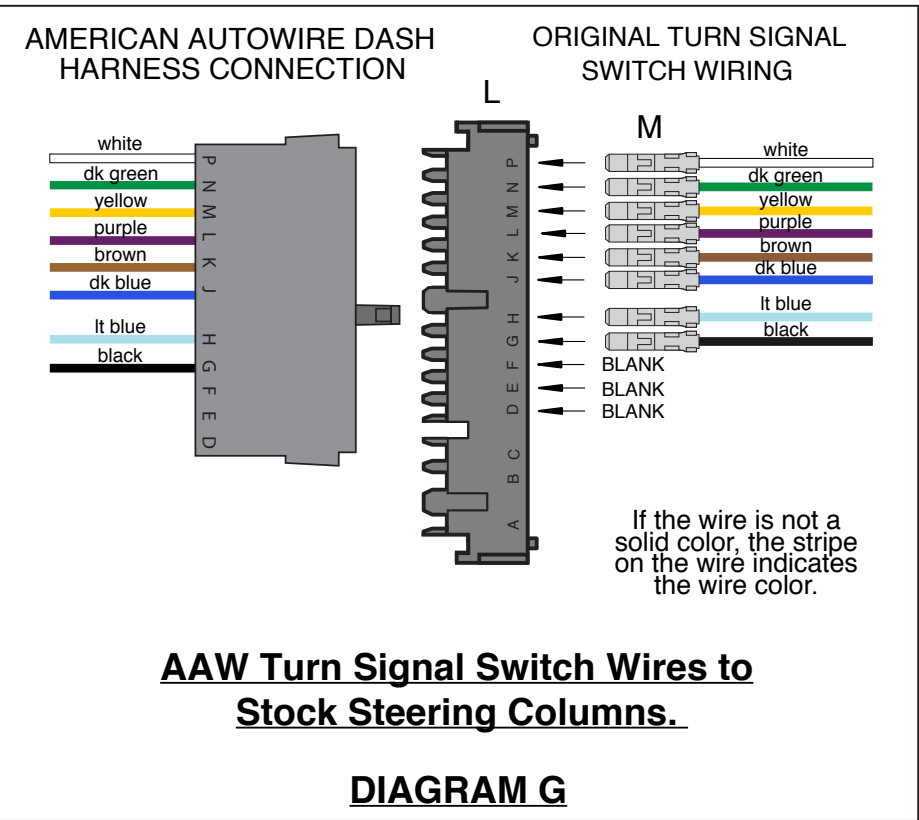 AMERICAN AUTOWIRE DASH
HARNESS CONNECTION
ORIGINAL TURN SIGNAL
SWITCH WIRING
L
M
white
dk green
yellow
purple
brown
dk blue
lt blue
black
P
N
M
L
K
J
H
G
F
E
D
P
N
M
L
K
J
H
G
F
E
D
C
B
A
white
dk green
yellow
purple
brown
dk blue
lt blue
black
BLANK
BLANK
BLANK
If the wire is not a
solid color, the stripe
on the wire indicates
the wire color.
AAW Turn Signal Switch Wires to
Stock Steering Columns.
DIAGRAM G